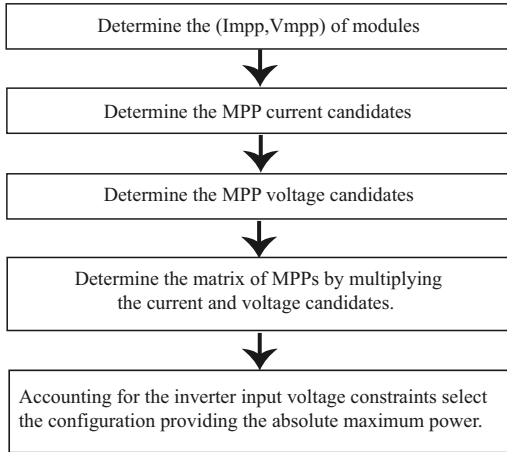 Determine the (Impp,Vmpp) of modules
Determine the MPP current candidates
Determine the MPP voltage candidates
Determine the matrix of MPPs by multiplying
the current and voltage candidates.
Accounting for the inverter input voltage constraints select
the configuration providing the absolute maximum power.